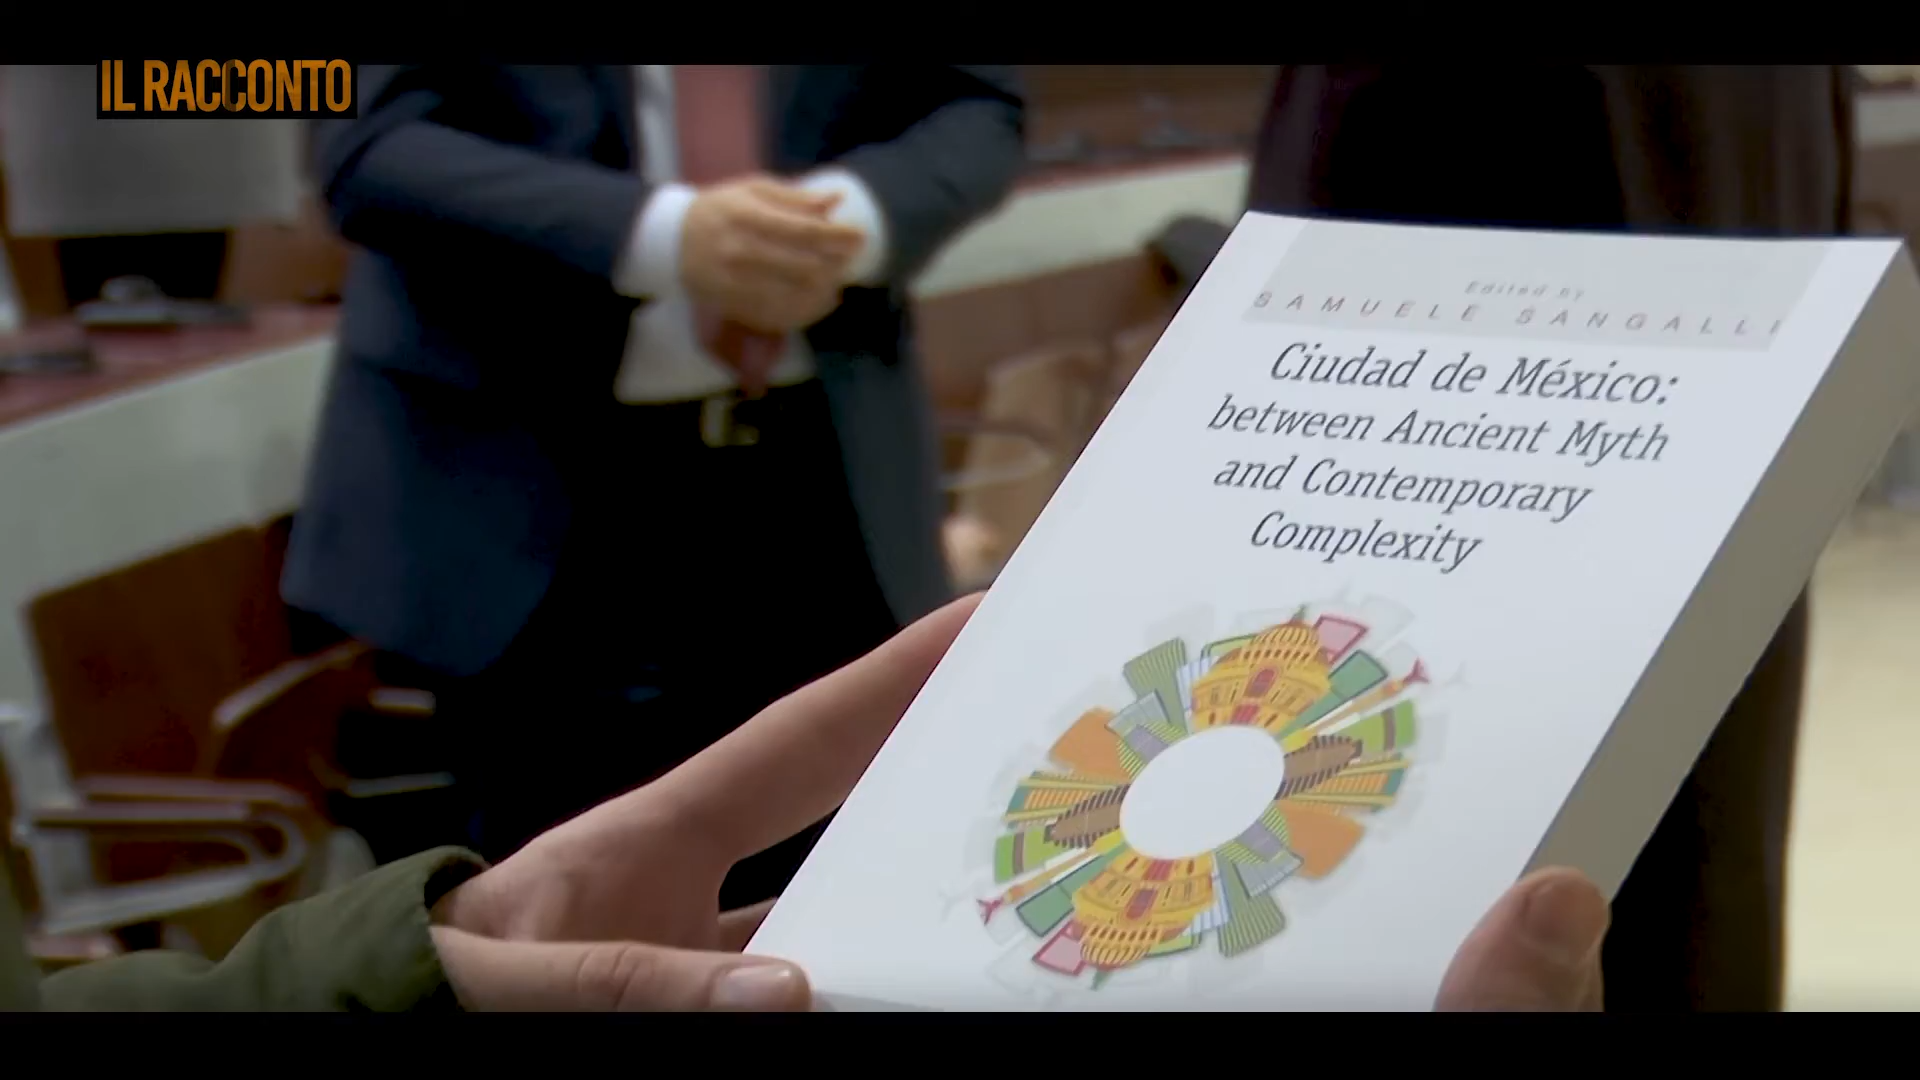 IL RACCONTO
Edited by
SAMUELE SANGALLI
Ciudad de México:
between Ancient Myth
and Contemporary
Complexity